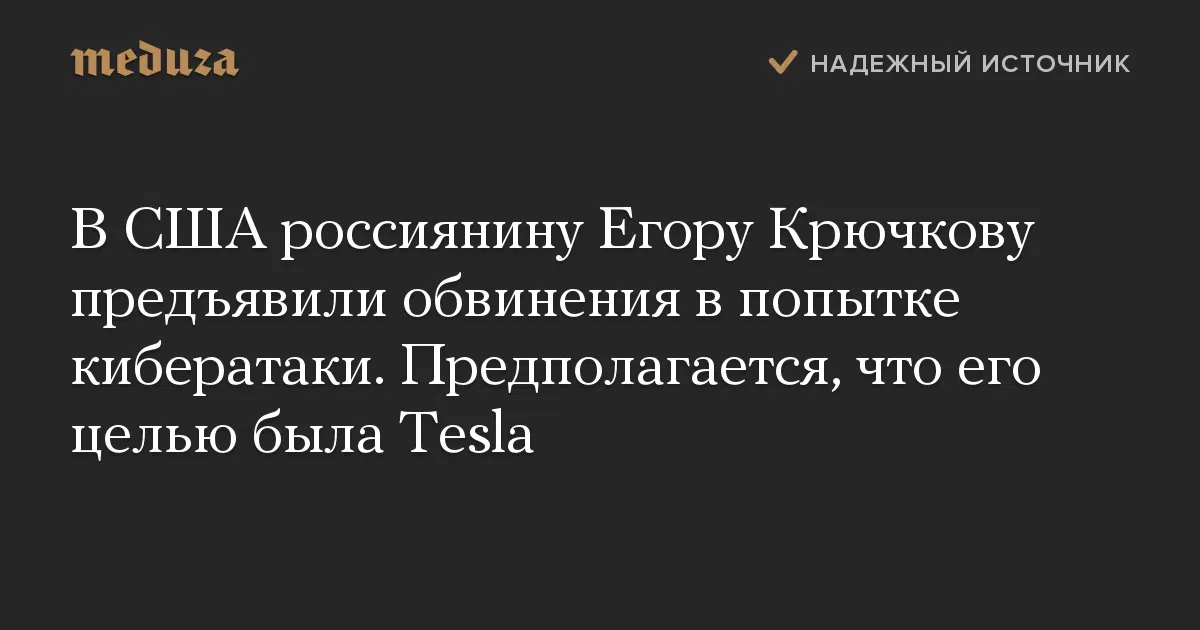 meduza
НАДЕЖНЫЙ ИСТОЧНИК
В США россиянину Егору Крючкову
предъявили обвинения в попытке
кибератаки. Предполагается, что его
целью была Tesla